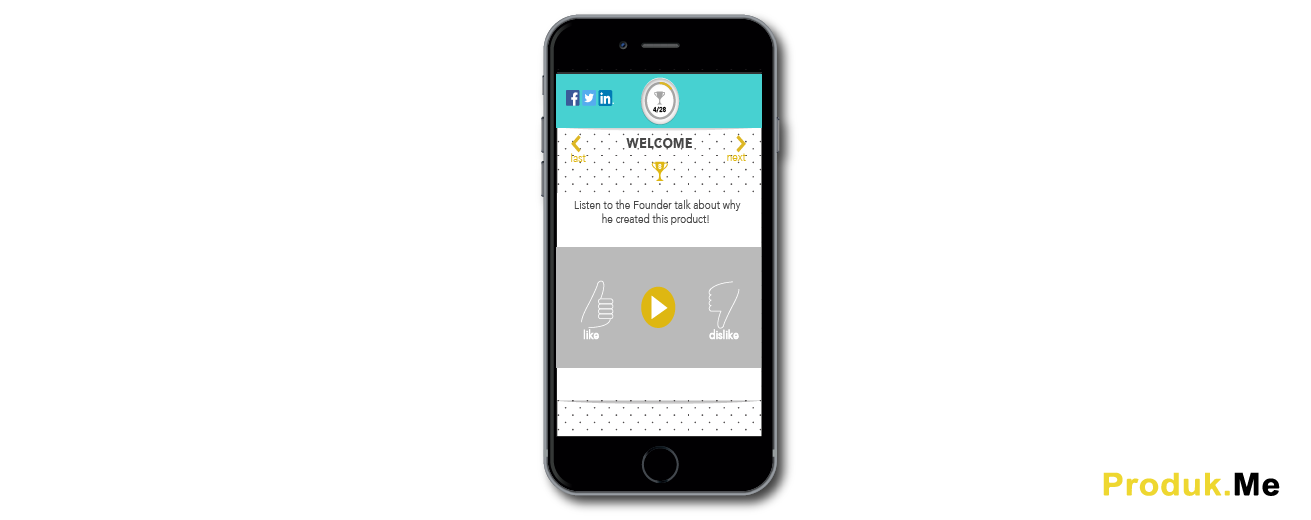 f in
4/28
WELCOME
last
next
Listen to the Founder talk about why
he created this product!
like
dislike
Produk.Me